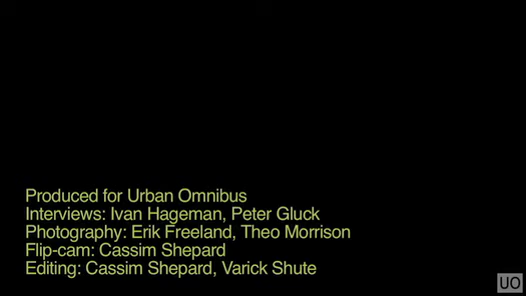 Produced for Urban Omnibus
Interviews: Ivan Hageman, Peter Gluck
Photography: Erik Freeland, Theo Morrison
Flip-cam: Cassim Shepard
Editing: Cassim Shepard, Varick Shute
UO